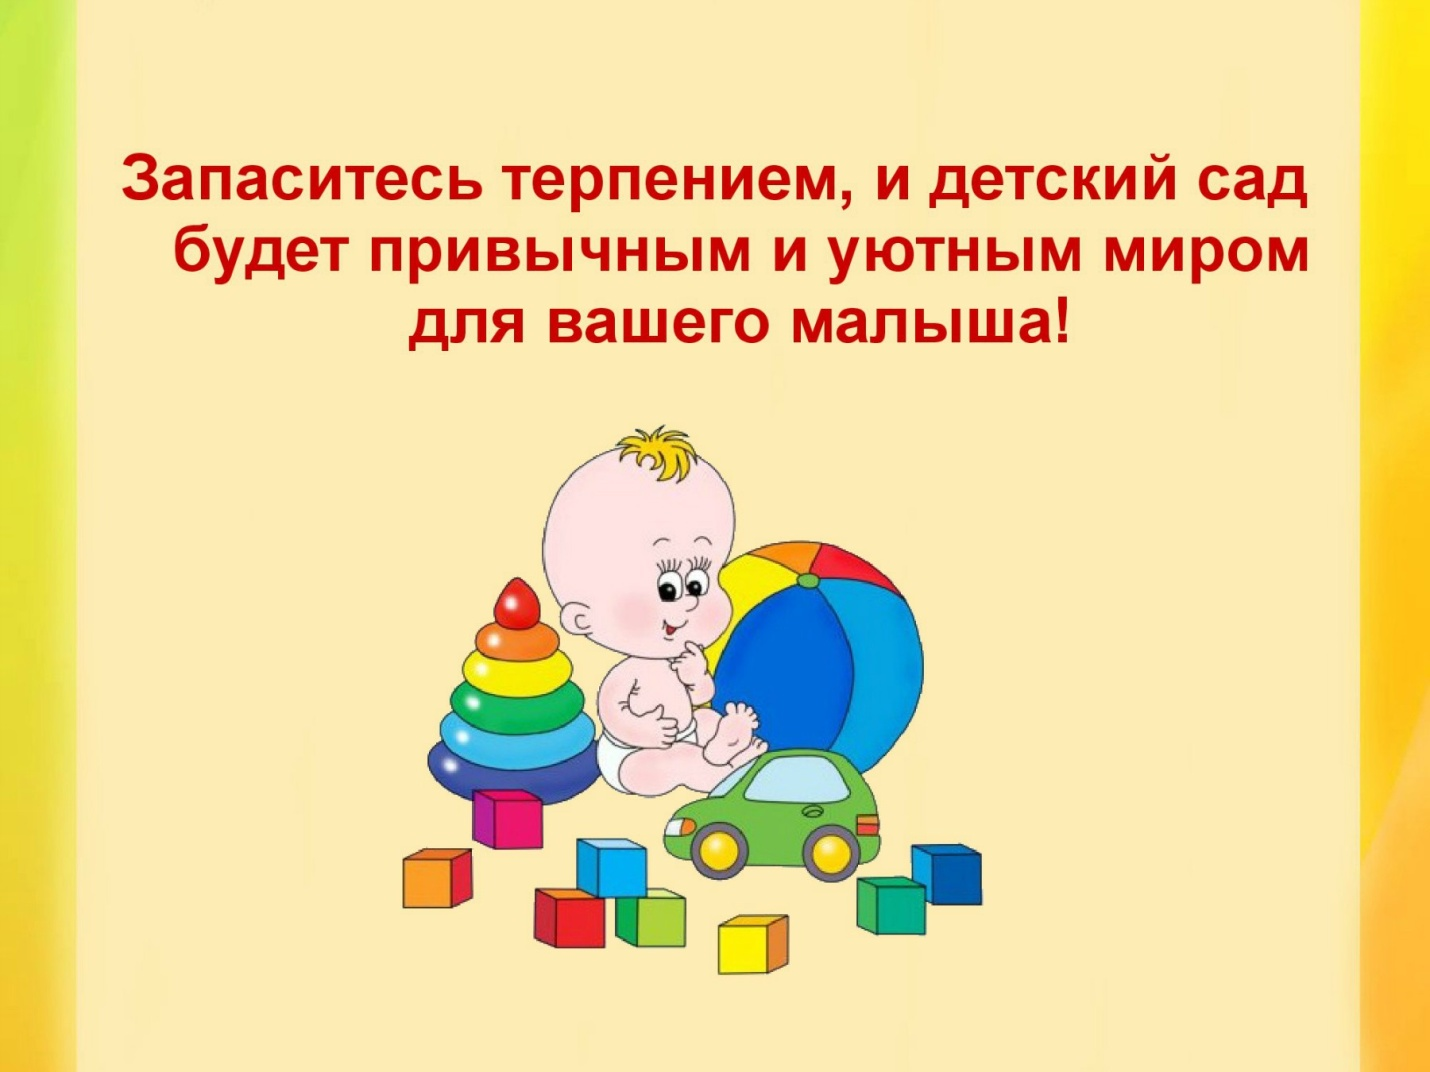 Запаситесь терпением, и детский сад
будет привычным и уютным миром
для вашего малыша!